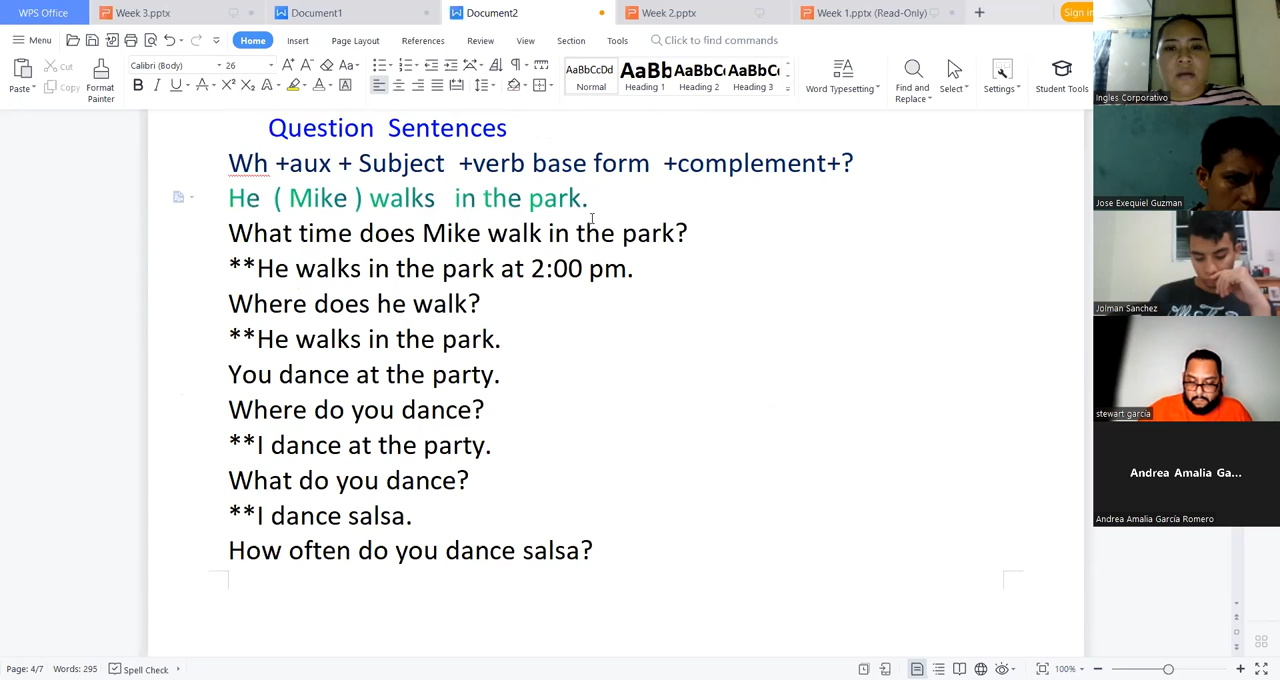 WPS Office
Week 3.pptx
Document1
Document2
Week 2.pptx
Week 1.pptx (Read-Only)
Sign in
Menu
Home
Insert
Page Layout
References
Review
View
Section
Tools
Click to find commands
Paste
Cut
Copy
Format Painter
Calibri (Body)
26
AaBbCcDd
Normal
AaBb
Heading 1
AaBbC
Heading 2
AaBbC
Heading 3
Word Typesetting
Find and Replace
Select
Settings
Student Tools
Question Sentences
Wh +aux + Subject +verb base form +complement+?
He ( Mike ) walks in the park.
What time does Mike walk in the park?
**He walks in the park at 2:00 pm.
Where does he walk?
**He walks in the park.
You dance at the party.
Where do you dance?
**I dance at the party.
What do you dance?
**I dance salsa.
How often do you dance salsa?
Ingles Corporativo
Jose Exequiel Guzman
Jolman Sanchez
stewart garcia
Andrea Amalia Ga...
Andrea Amalia García Romero
Page: 4/7
Words: 295
Spell Check
100%